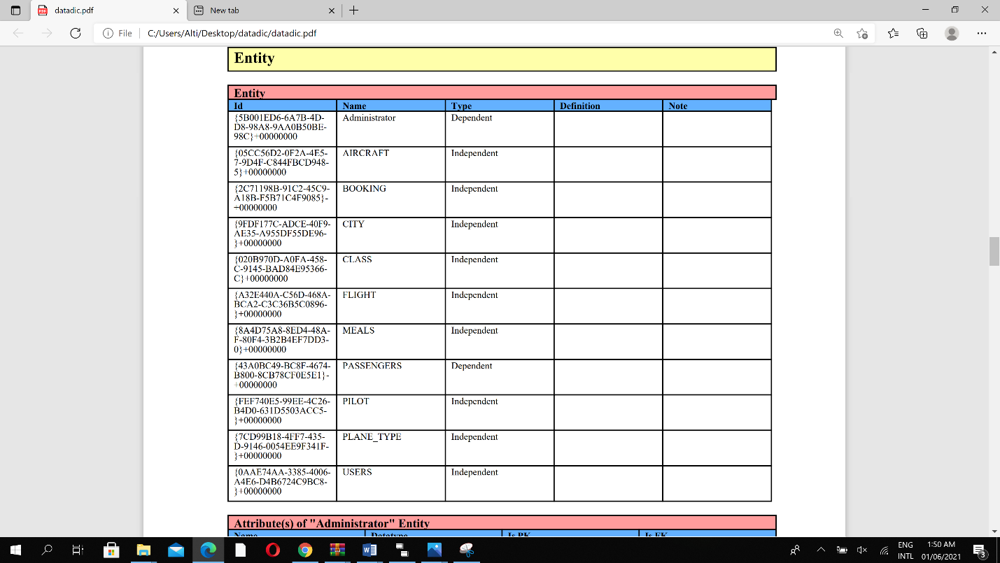 datadic.pdf
New tab
File
C:/Users/Alti/Desktop/datadic/datadic.pdf
Entity
Entity
Id Name Type Definition Note
{5B001ED6-6A7B-4D- Administrator Dependent
D8-98A8-9AA0B50BE-
98C}+00000000
{05CC56D2-0F2A-4E5- AIRCRAFT Independent
7-9D4F-C844FBCD948-
5}+00000000
{2C71198B-91C2-45C9- BOOKING Independent
A18B-F5B71C4F9085}-
+00000000
{9FDF177C-ADCE-40F9- CITY Independent
AE35-A955DF55DE96-
}+00000000
{020B970D-A0FA-458- CLASS Independent
C-9145-BAD84E95366-
C}+00000000
{A32E440A-C56D-468A- FLIGHT Independent
BCA2-C3C36B5C0896-
}+00000000
{8A4D75A8-8ED4-48A- MEALS Independent
F-80F4-3B2B4EF7DD3-
0}+00000000
{43A0BC49-BC8F-4674- PASSENGERS Dependent
B800-8CB78CF0E5E1}-
+00000000
{FEF740E5-99EE-4C26- PILOT Independent
B4D0-631D5503ACC5-
}+00000000
{7CD99B18-4FF7-435- PLANE_TYPE Independent
D-9146-0054EE9F341F-
}+00000000
{0AAE74AA-3385-4006- USERS Independent
A4E6-D4B6724C9BC8-
}+00000000
Attribute(s) of "Administrator" Entity
Name Datatype Is PK Is FK
ENG 1:50 AM
INTL 01/06/2021
3